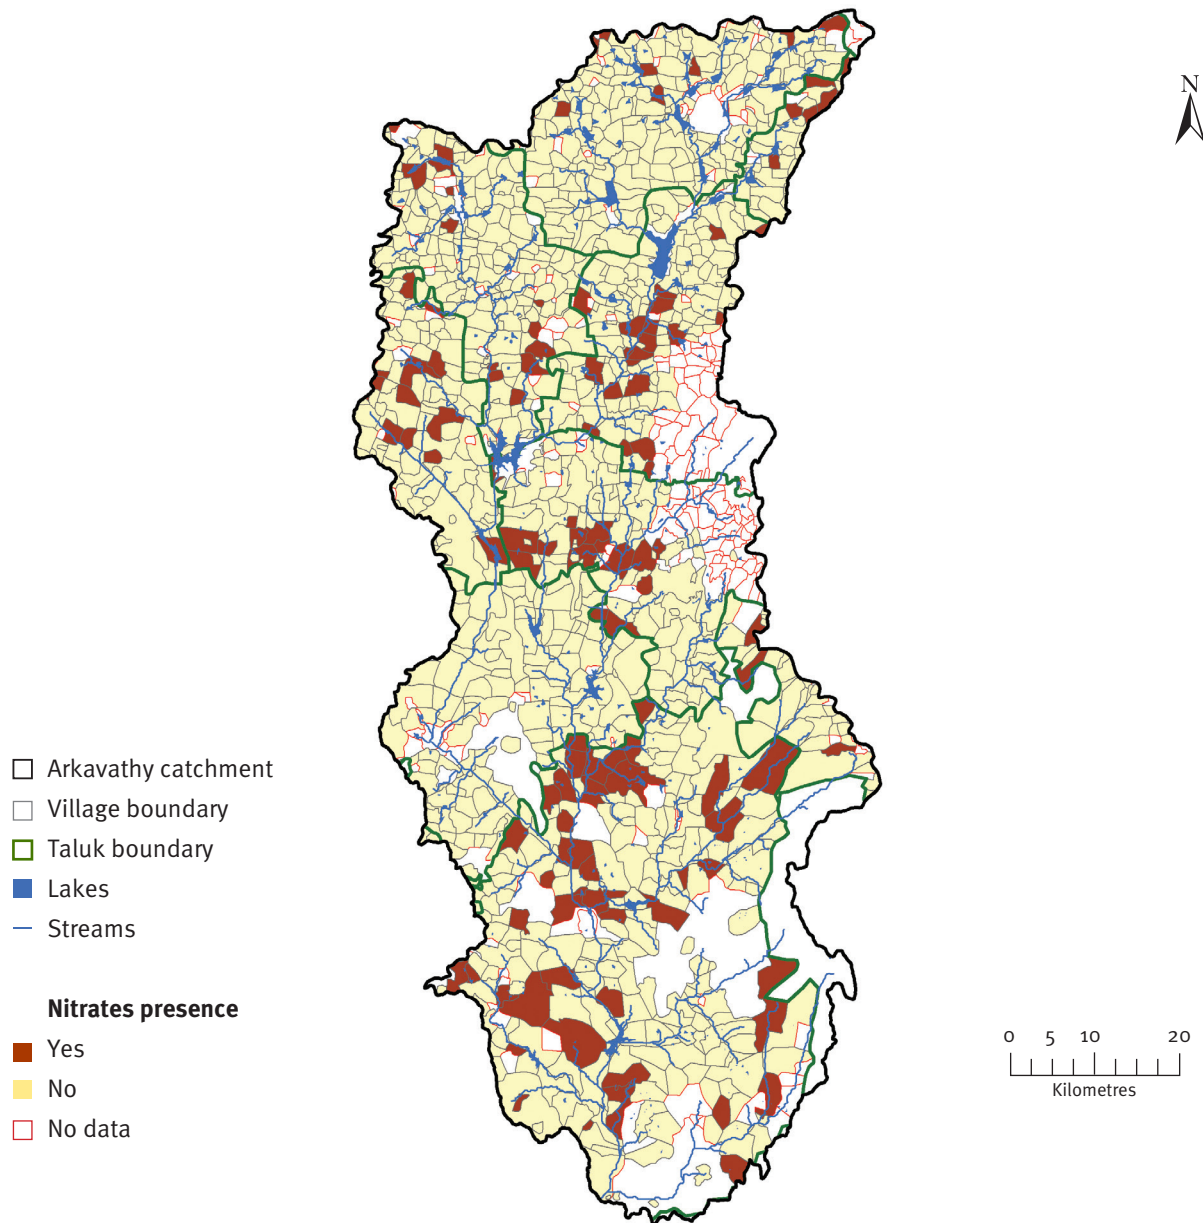 N
Arkavathy catchment
Village boundary
Taluk boundary
Lakes
Streams
Nitrates presence
Yes
No
No data
0 5 10 20
Kilometres